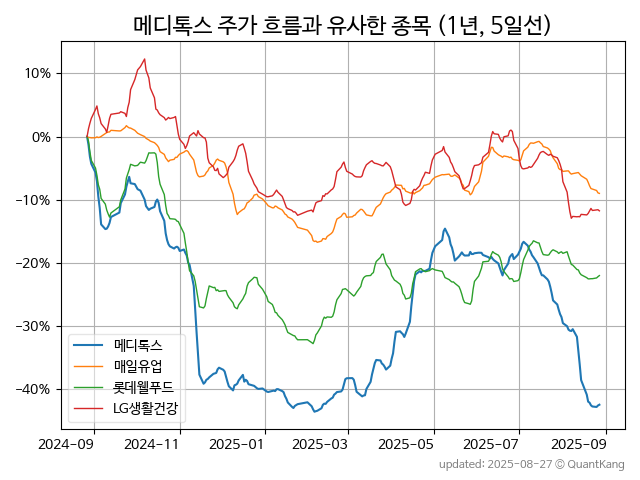 메디톡스 주가 흐름과 유사한 종목 (1년, 5일선)
10%
0%
−10%
−20%
−30%
−40%
메디톡스
매일유업
롯데웰푸드
LG생활건강
2024-09
2024-11
2025-01
2025-03
2025-05
2025-07
2025-09
updated: 2025-08-27 © QuantKang